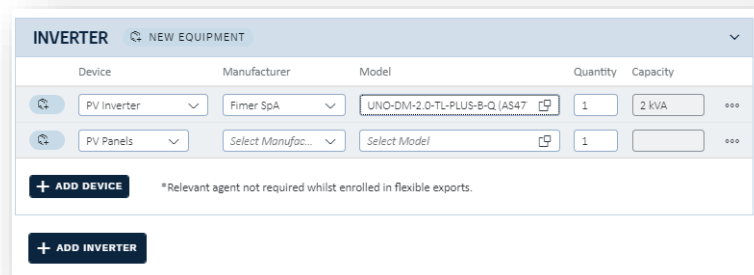 INVERTER NEW EQUIPMENT
Device Manufacturer Model Quantity Capacity
PV Inverter Fimer SpA UNO-DM-2.0-TL-PLUS-B-Q (AS47 1 2 kVA
PV Panels Select Manufac... Select Model 1
+ ADD DEVICE *Relevant agent not required whilst enrolled in flexible exports.
+ ADD INVERTER